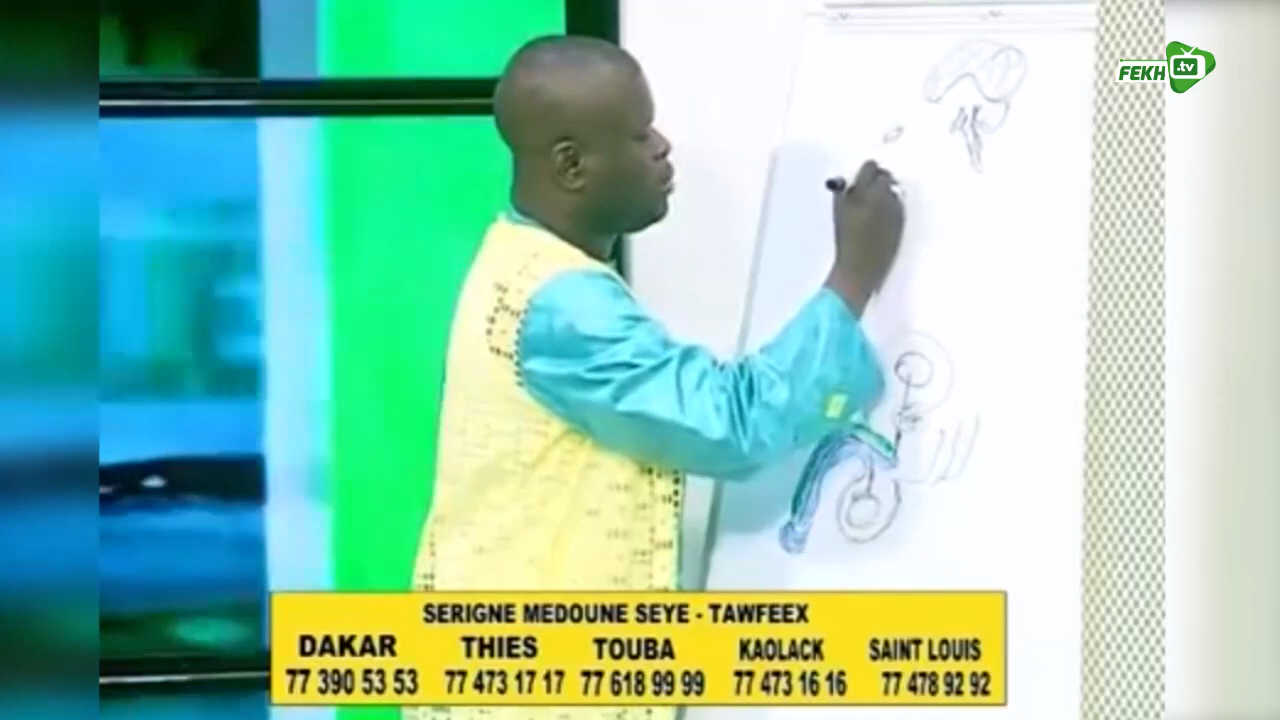 FEKH .tv
SERIGNE MEDOUNE SEYE - TAWFEEX
DAKAR THIES TOUBA KAOLACK SAINT LOUIS
77 390 53 53 77 473 17 17 77 618 99 99 77 473 16 16 77 478 92 92